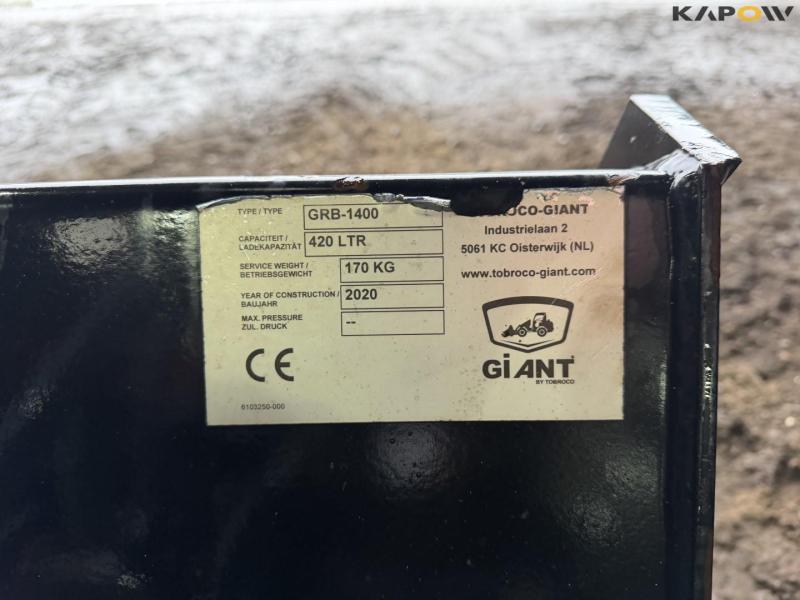 KAPOW
TYPE / TYPE GRB-1400
CAPACITEIT / LADEKAPAZITÄT 420 LTR
SERVICE WEIGHT / BETRIEBSGEWICHT 170 KG
YEAR OF CONSTRUCTION / BAUJAHR 2020
MAX. PRESSURE ZUL. DRUCK --
CE
6103250-000
TOBROCO-GIANT
Industrielaan 2
5061 KC Oisterwijk (NL)
www.tobroco-giant.com
GiANT
BY TOBROCO